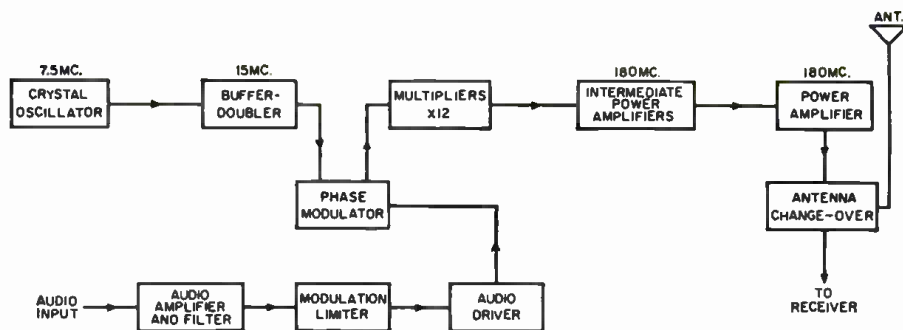 ANT.
7.5MC.
CRYSTAL
OSCILLATOR
15MC.
BUFFER-
DOUBLER
MULTIPLIERS
X12
180MC.
INTERMEDIATE
POWER
AMPLIFIERS
180MC.
POWER
AMPLIFIER
PHASE
MODULATOR
ANTENNA
CHANGE-OVER
TO
RECEIVER
AUDIO
INPUT
AUDIO
AMPLIFIER
AND FILTER
MODULATION
LIMITER
AUDIO
DRIVER